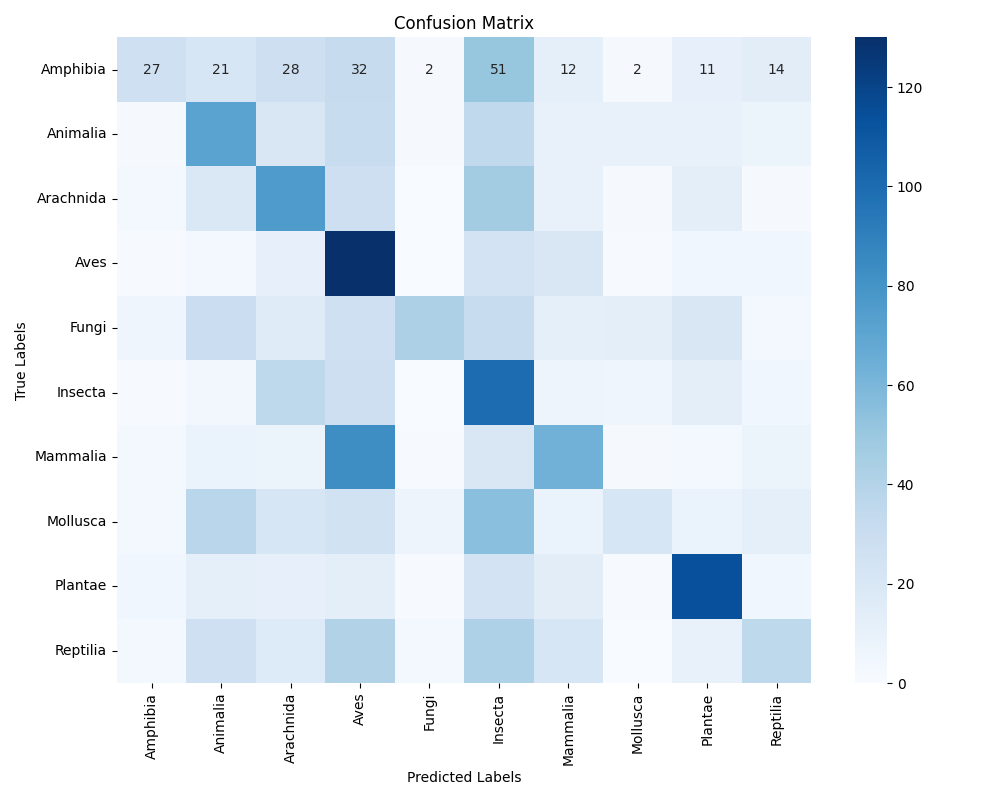 Confusion Matrix
True Labels
Amphibia 27 21 28 32 2 51 12 2 11 14
Animalia
Arachnida
Aves
Fungi
Insecta
Mammalia
Mollusca
Plantae
Reptilia
Amphibia Animalia Arachnida Aves Fungi Insecta Mammalia Mollusca Plantae Reptilia
Predicted Labels
120
100
80
60
40
20
0